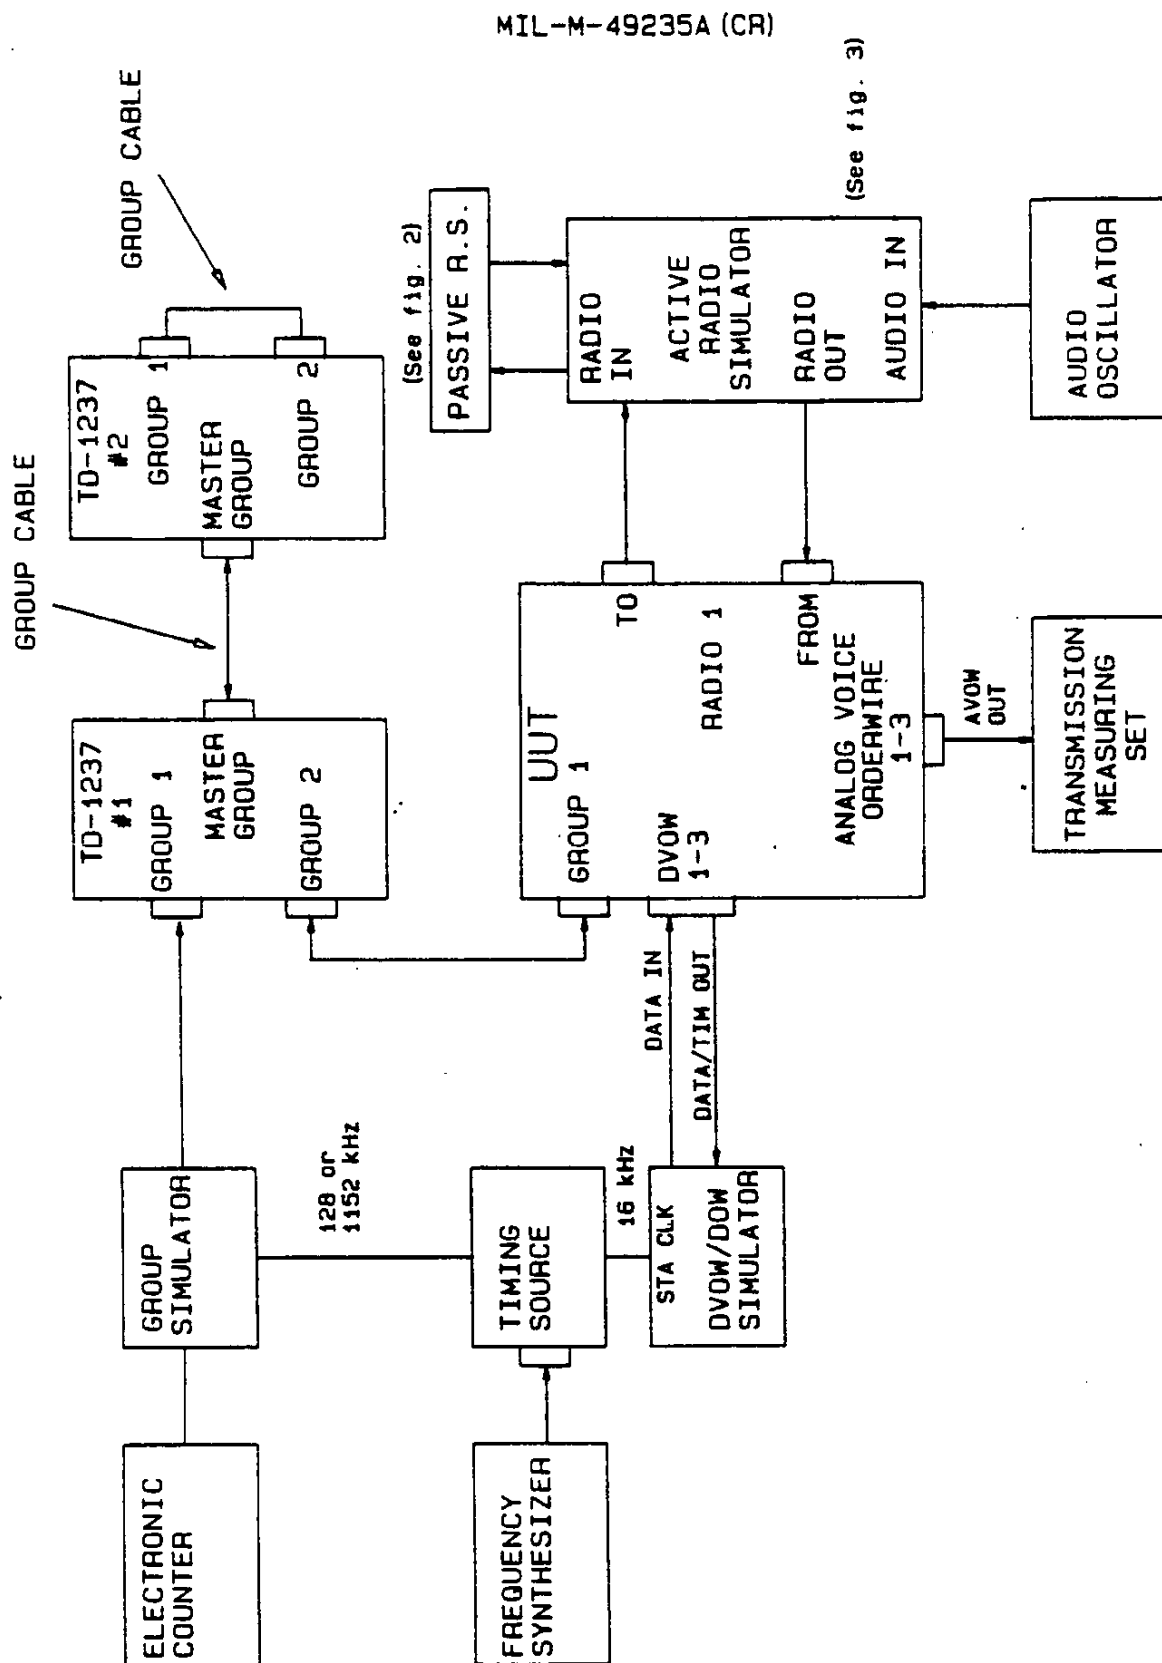 MIL-M-49235A (CR)
GROUP CABLE
GROUP CABLE
ELECTRONIC
COUNTER
GROUP
SIMULATOR
TD-1237
#1
GROUP 1
MASTER
GROUP
GROUP 2
TD-1237
#2
GROUP 1
MASTER
GROUP
GROUP 2
128 or
1152 kHz
FREQUENCY
SYNTHESIZER
TIMING
SOURCE
16 kHz
STA CLK
DVOW/DOW
SIMULATOR
DATA IN
DATA/TIM OUT
UUT
GROUP 1
DVOW
1-3
TO
RADIO 1
FROM
ANALOG VOICE
ORDERWIRE
1-3
AVOW
OUT
TRANSMISSION
MEASURING
SET
(See fig. 2)
PASSIVE R.S.
RADIO
IN
ACTIVE
RADIO
SIMULATOR
RADIO
OUT
AUDIO IN
(See fig. 3)
AUDIO
OSCILLATOR